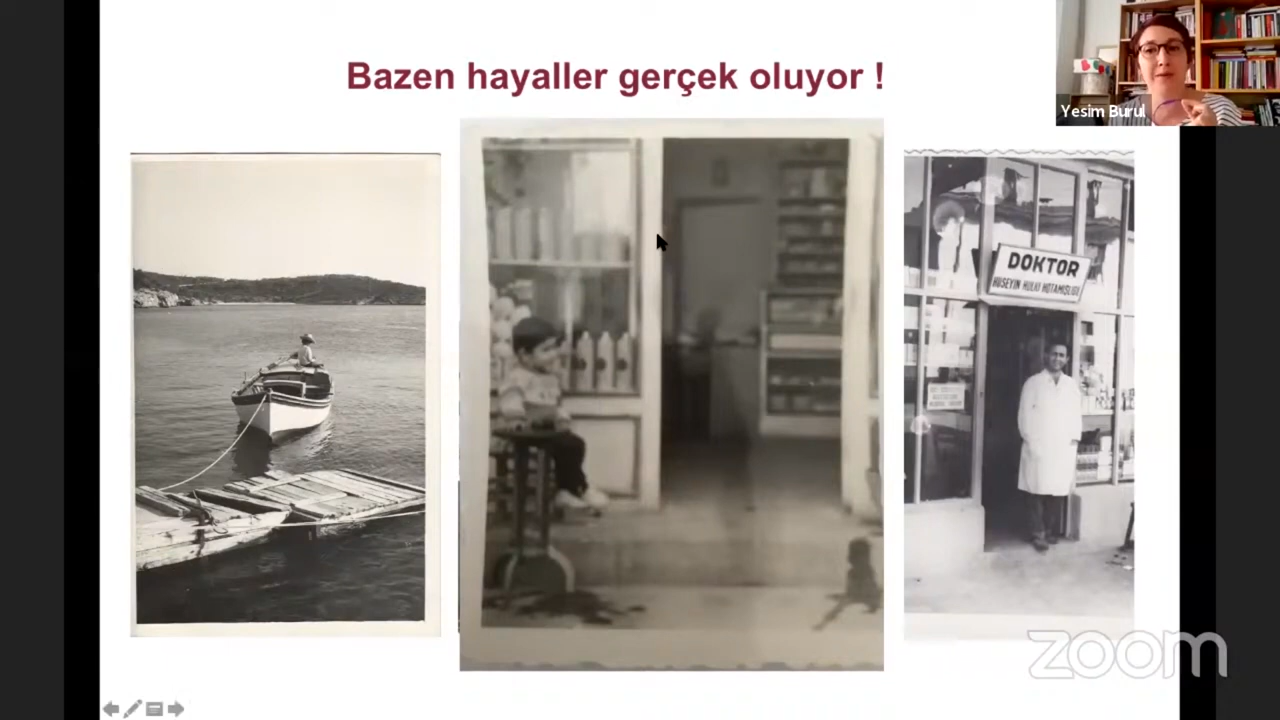 Bazen hayaller gerçek oluyor !
Yesim Burul
DOKTOR
HÜSEYİN HULKİ HOTAMIŞLIGİL
zoom